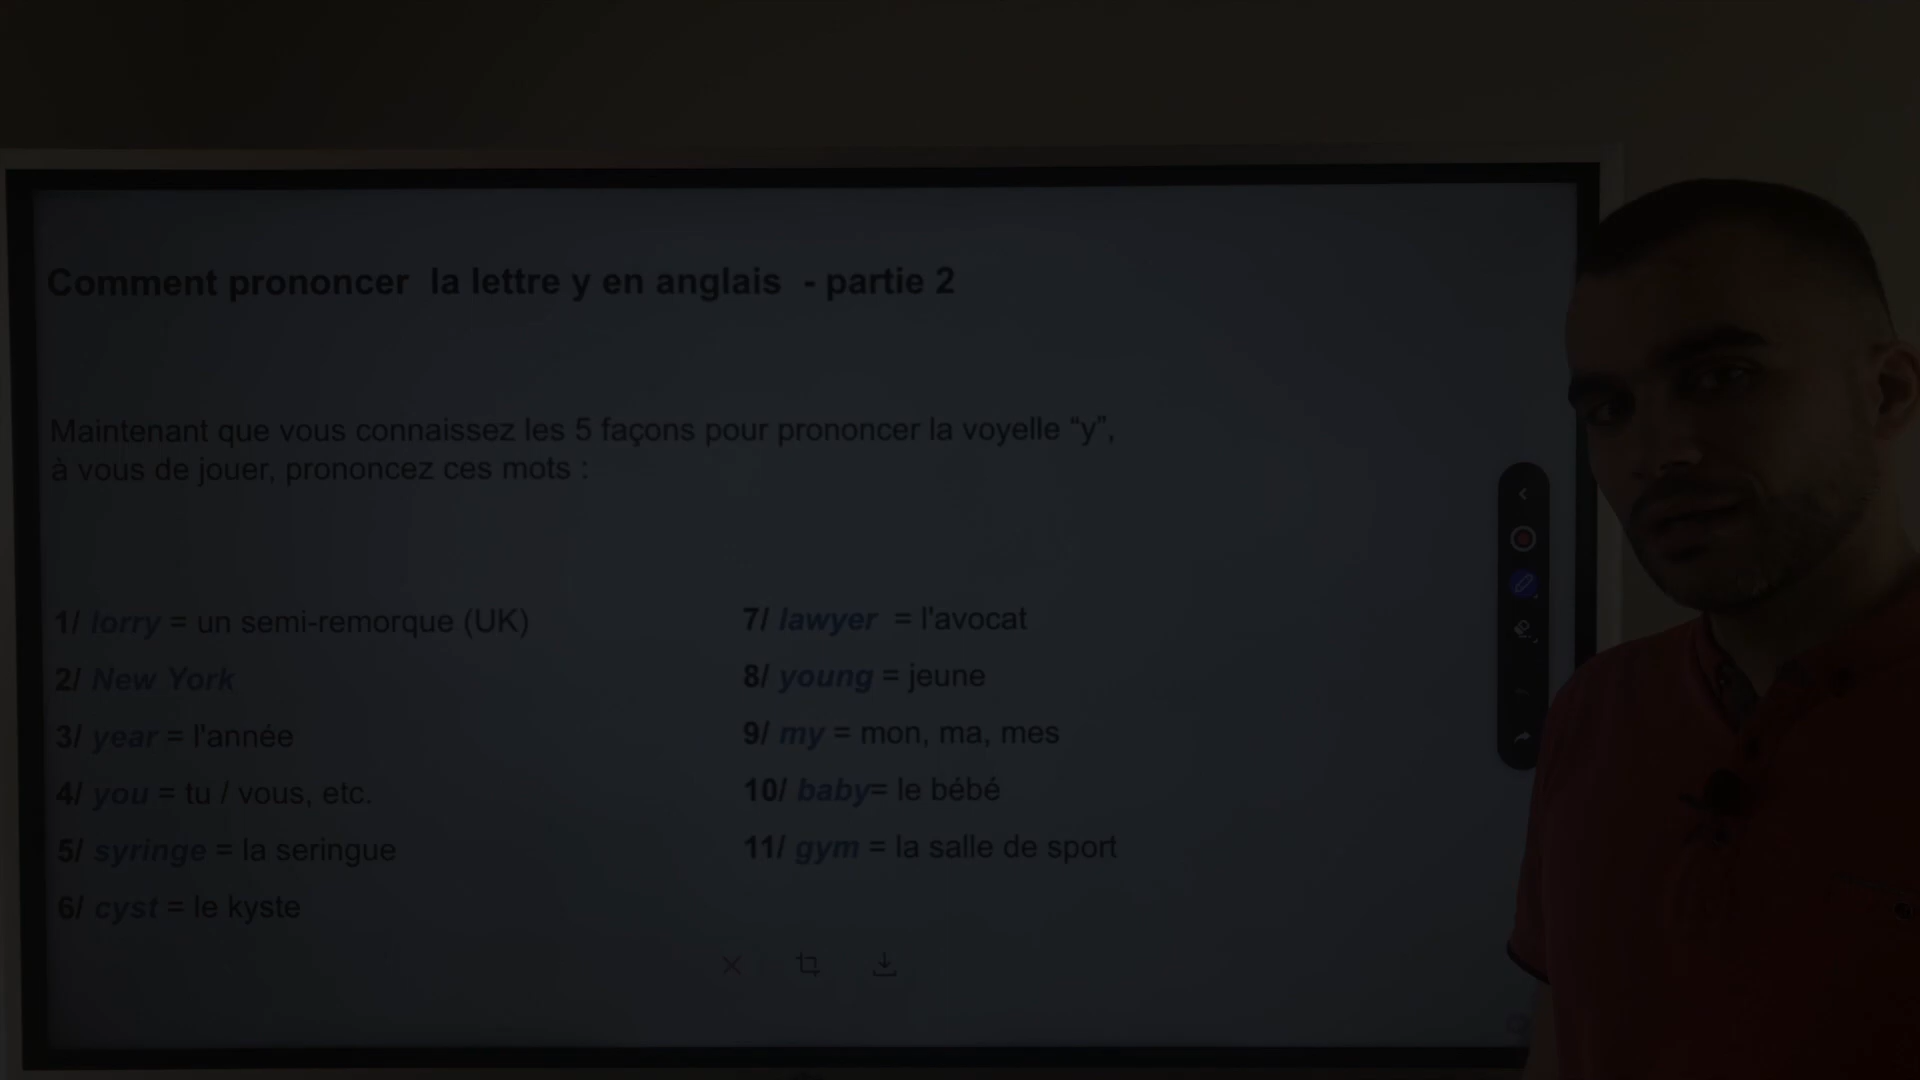 Comment prononcer la lettre y en anglais - partie 2
Maintenant que vous connaissez les 5 façons pour prononcer la voyelle “y”,
à vous de jouer, prononcez ces mots :
1/ lorry = un semi-remorque (UK)
2/ New York
3/ year = l'année
4/ you = tu / vous, etc.
5/ syringe = la seringue
6/ cyst = le kyste
7/ lawyer = l'avocat
8/ young = jeune
9/ my = mon, ma, mes
10/ baby= le bébé
11/ gym = la salle de sport